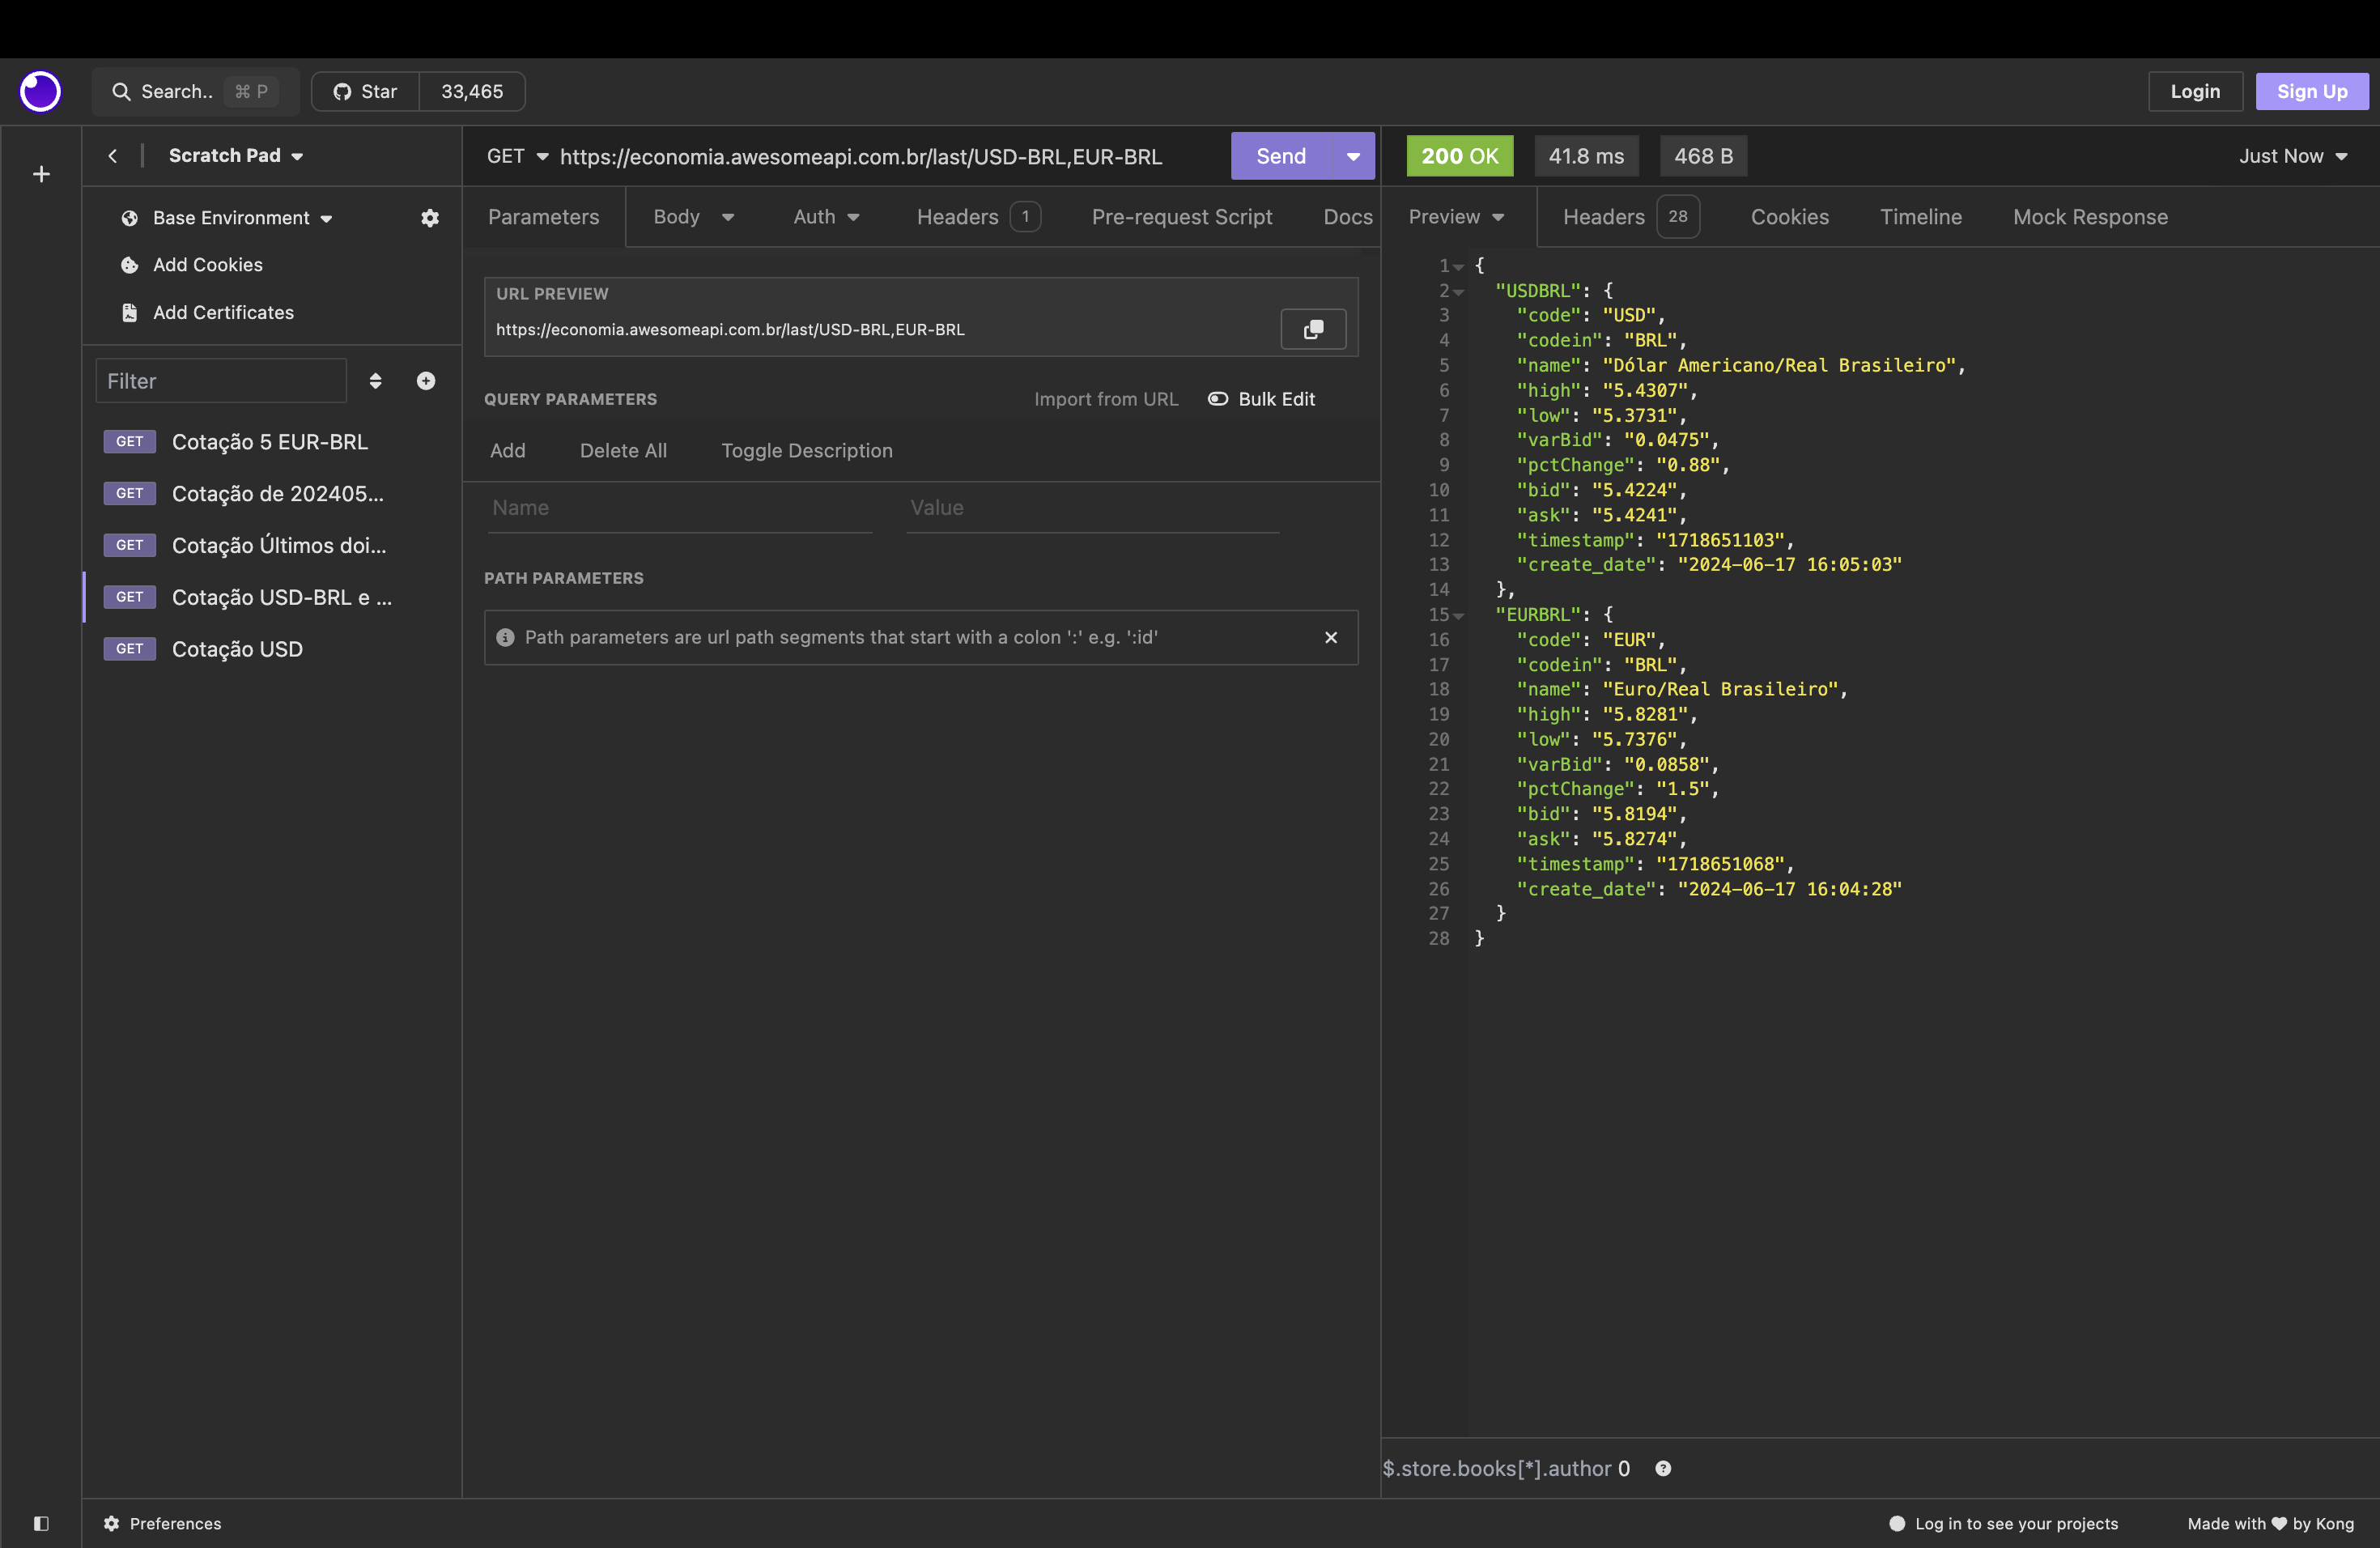 Search.. ⌘ P Star 33,465 Login Sign Up
Scratch Pad
Base Environment
Add Cookies
Add Certificates
Filter
GET Cotação 5 EUR-BRL
GET Cotação de 202405...
GET Cotação Últimos doi...
GET Cotação USD-BRL e ...
GET Cotação USD
GET https://economia.awesomeapi.com.br/last/USD-BRL,EUR-BRL Send
Parameters Body Auth Headers 1 Pre-request Script Docs
URL PREVIEW
https://economia.awesomeapi.com.br/last/USD-BRL,EUR-BRL
QUERY PARAMETERS Import from URL Bulk Edit
Add Delete All Toggle Description
Name Value
PATH PARAMETERS
Path parameters are url path segments that start with a colon ':' e.g. ':id'
200 OK 41.8 ms 468 B Just Now
Preview Headers 28 Cookies Timeline Mock Response
1 {
2 "USDBRL": {
3 "code": "USD",
4 "codein": "BRL",
5 "name": "Dólar Americano/Real Brasileiro",
6 "high": "5.4307",
7 "low": "5.3731",
8 "varBid": "0.0475",
9 "pctChange": "0.88",
10 "bid": "5.4224",
11 "ask": "5.4241",
12 "timestamp": "1718651103",
13 "create_date": "2024-06-17 16:05:03"
14 },
15 "EURBRL": {
16 "code": "EUR",
17 "codein": "BRL",
18 "name": "Euro/Real Brasileiro",
19 "high": "5.8281",
20 "low": "5.7376",
21 "varBid": "0.0858",
22 "pctChange": "1.5",
23 "bid": "5.8194",
24 "ask": "5.8274",
25 "timestamp": "1718651068",
26 "create_date": "2024-06-17 16:04:28"
27 }
28 }
$.store.books[*].author 0
Preferences Log in to see your projects Made with ♥ by Kong